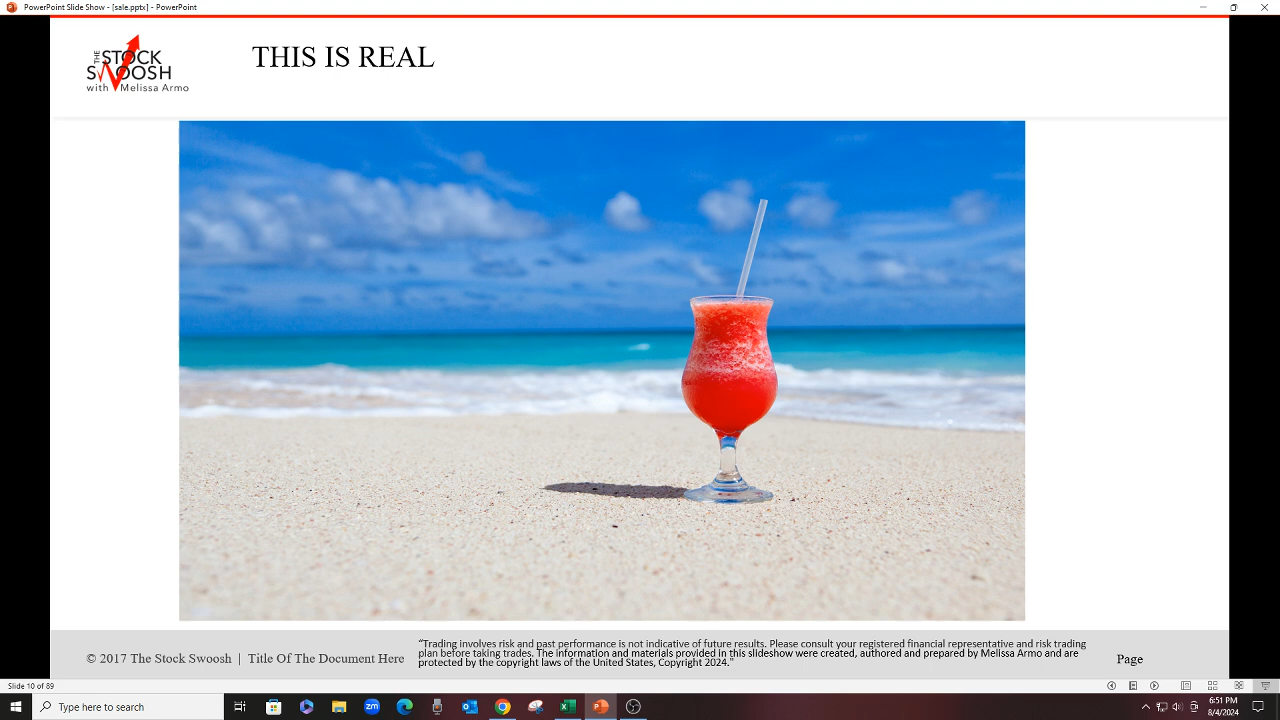 PowerPoint Slide Show - [sale.pptx] - PowerPoint
THE STOCK
SWOOSH
with Melissa Armo
THIS IS REAL
© 2017 The Stock Swoosh | Title Of The Document Here
“Trading involves risk and past performance is not indicative of future results. Please consult your registered financial representative and risk trading
plan before taking trades. The information and materials provided in this slideshow were created, authored and prepared by Melissa Armo and are
protected by the copyright laws of the United States, Copyright 2024."
Page
Slide 10 of 89
Type here to search
zm
6:51 PM
8/4/2024